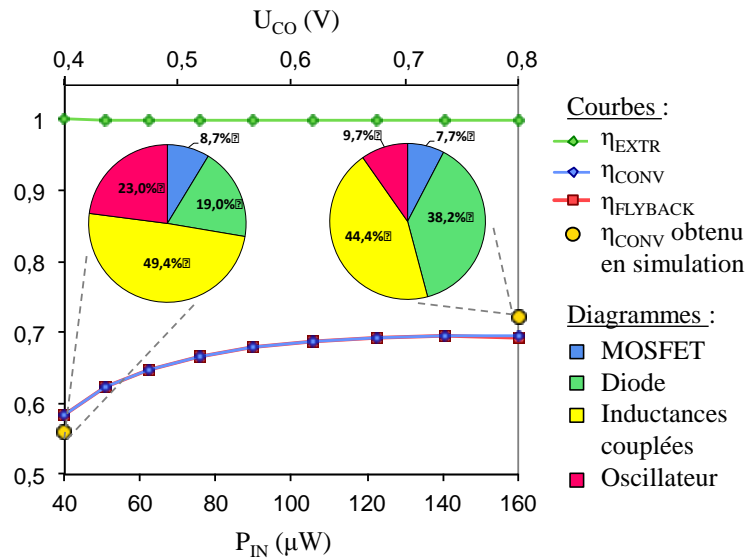 U_CO (V)
0,4 0,5 0,6 0,7 0,8
1
0,9
0,8
0,7
0,6
0,5
8,7%
19,0%
49,4%
23,0%
9,7%
7,7%
38,2%
44,4%
40 60 80 100 120 140 160
P_IN (µW)
Courbes :
η_EXTR
η_CONV
η_FLYBACK
η_CONV obtenu
en simulation
Diagrammes :
MOSFET
Diode
Inductances
couplées
Oscillateur